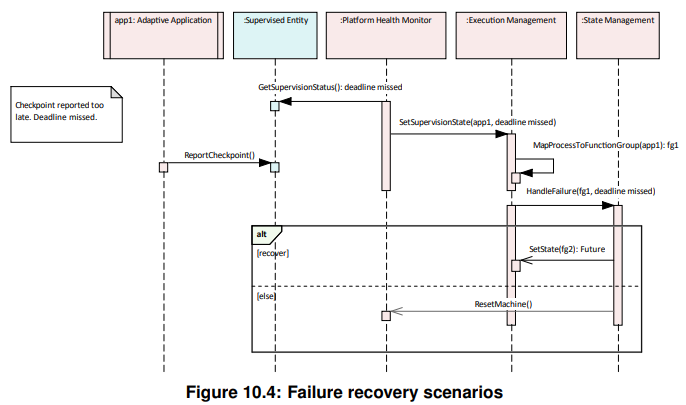 app1: Adaptive Application
:Supervised Entity
:Platform Health Monitor
:Execution Management
:State Management
GetSupervisionStatus(): deadline missed
Checkpoint reported too
late. Deadline missed.
SetSupervisionState(app1, deadline missed)
MapProcessToFunctionGroup(app1): fg1
ReportCheckpoint()
HandleFailure(fg1, deadline missed)
alt
[recover]
SetState(fg2): Future
[else]
ResetMachine()
Figure 10.4: Failure recovery scenarios